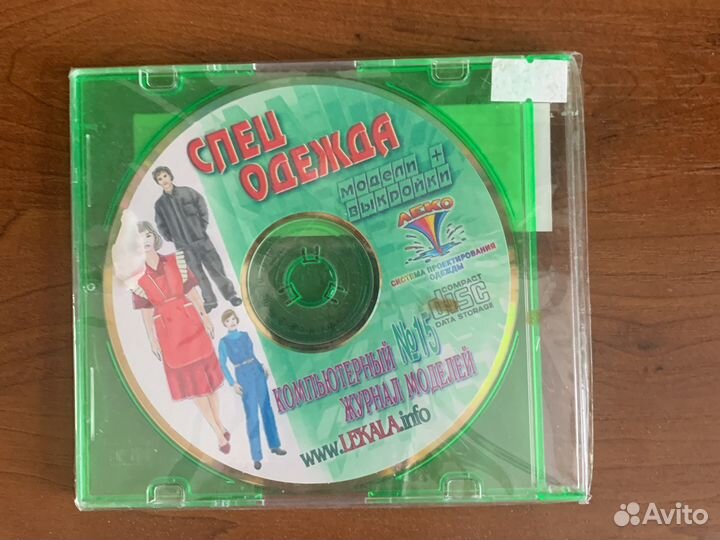 СПЕЦ
ОДЕЖДА
МОДЕЛИ +
ВЫКРОЙКИ
ЛЕКО
СИСТЕМА ПРОЕКТИРОВАНИЯ
ОДЕЖДЫ
COMPACT
disc
DATA STORAGE
КОМПЬЮТЕРНЫЙ №15
ЖУРНАЛ МОДЕЛЕЙ
www.LEKALA.info
Avito